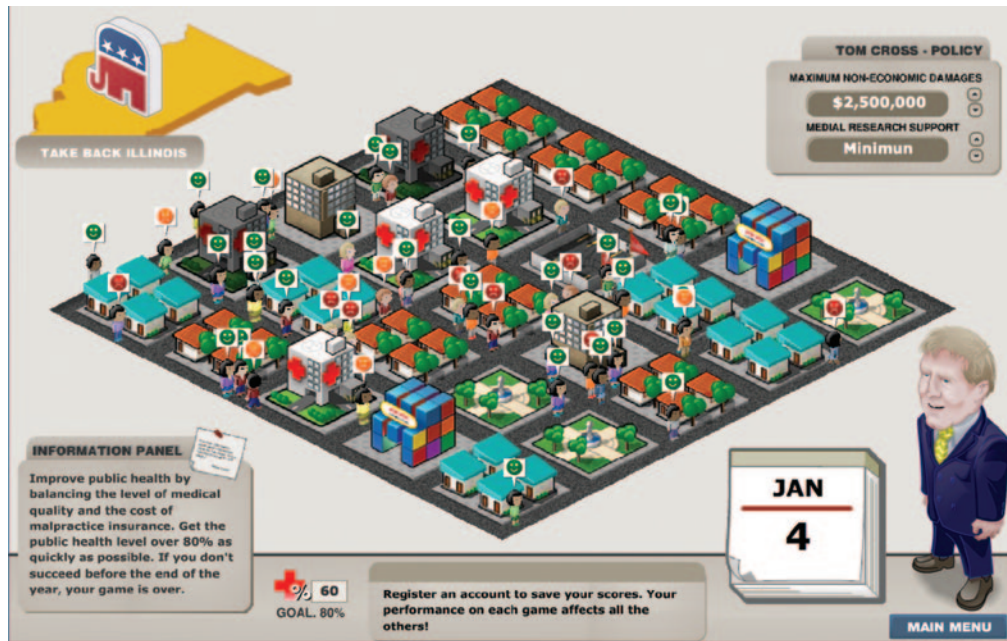 TAKE BACK ILLINDIS
TOM CROSS - POLICY
MAXIMUM NON-ECONOMIC DAMAGES
$2,500,000
MEDIAL RESEARCH SUPPORT
Minimun
INFORMATION PANEL
Improve public health by
balancing the level of medical
quality and the cost of
malpractice insurance. Get the
public health level over 80% as
quickly as possible. If you don't
succeed before the end of the
year, your game is over.
% 60
GOAL. 80%
Register an account to save your scores. Your
performance on each game affects all the
others!
JAN
4
MAIN MENU